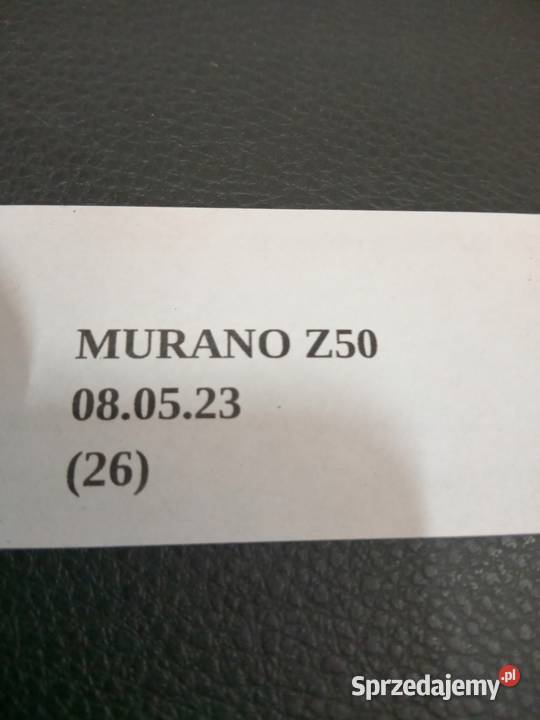 MURANO Z50
08.05.23
(26)
Sprzedajemy.pl